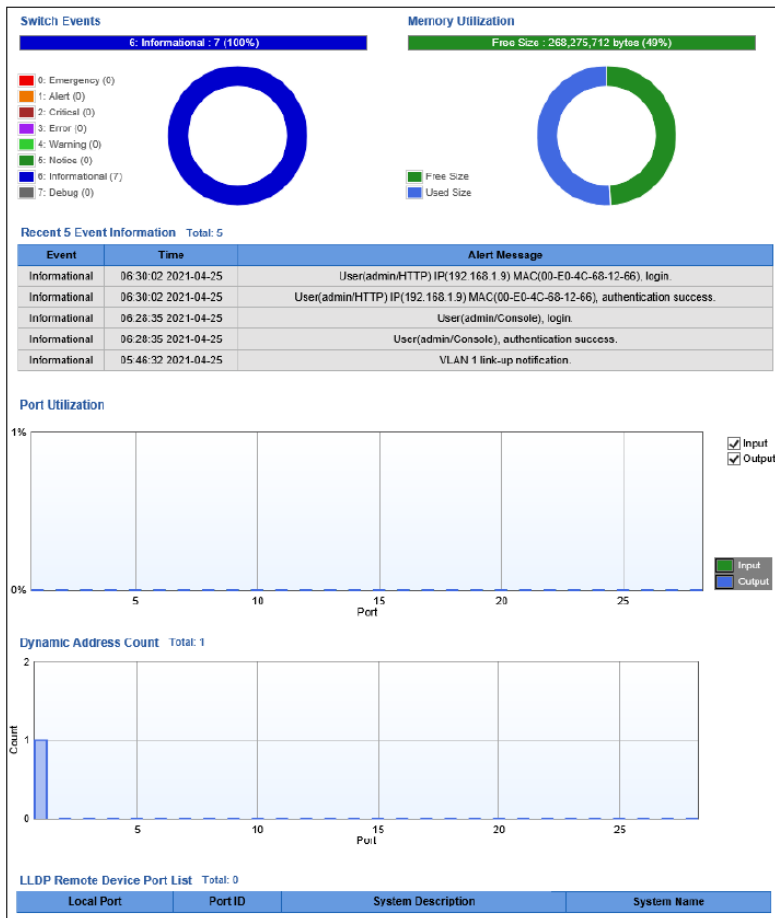 Switch Events
6: Informational : 7 (100%)
0: Emergency (0)
1: Alert (0)
2: Critical (0)
3: Error (0)
4: Warning (0)
5: Notice (0)
6: Informational (7)
7: Debug (0)
Memory Utilization
Free Size : 268,275,712 bytes (49%)
Free Size
Used Size
Recent 5 Event Information Total: 5
Event Time Alert Message
Informational 06:30:02 2021-04-25 User(admin/HTTP) IP(192.168.1.9) MAC(00-E0-4C-68-12-66), login.
Informational 06:30:02 2021-04-25 User(admin/HTTP) IP(192.168.1.9) MAC(00-E0-4C-68-12-66), authentication success.
Informational 06:28:35 2021-04-25 User(admin/Console), login.
Informational 06:28:35 2021-04-25 User(admin/Console), authentication success.
Informational 05:46:32 2021-04-25 VLAN 1 link-up notification.
Port Utilization
1%
0%
5 10 15 20 25
Port
Input
Output
Input
Output
Dynamic Address Count Total: 1
2
1
0
Count
5 10 15 20 25
Port
LLDP Remote Device Port List Total: 0
Local Port Port ID System Description System Name